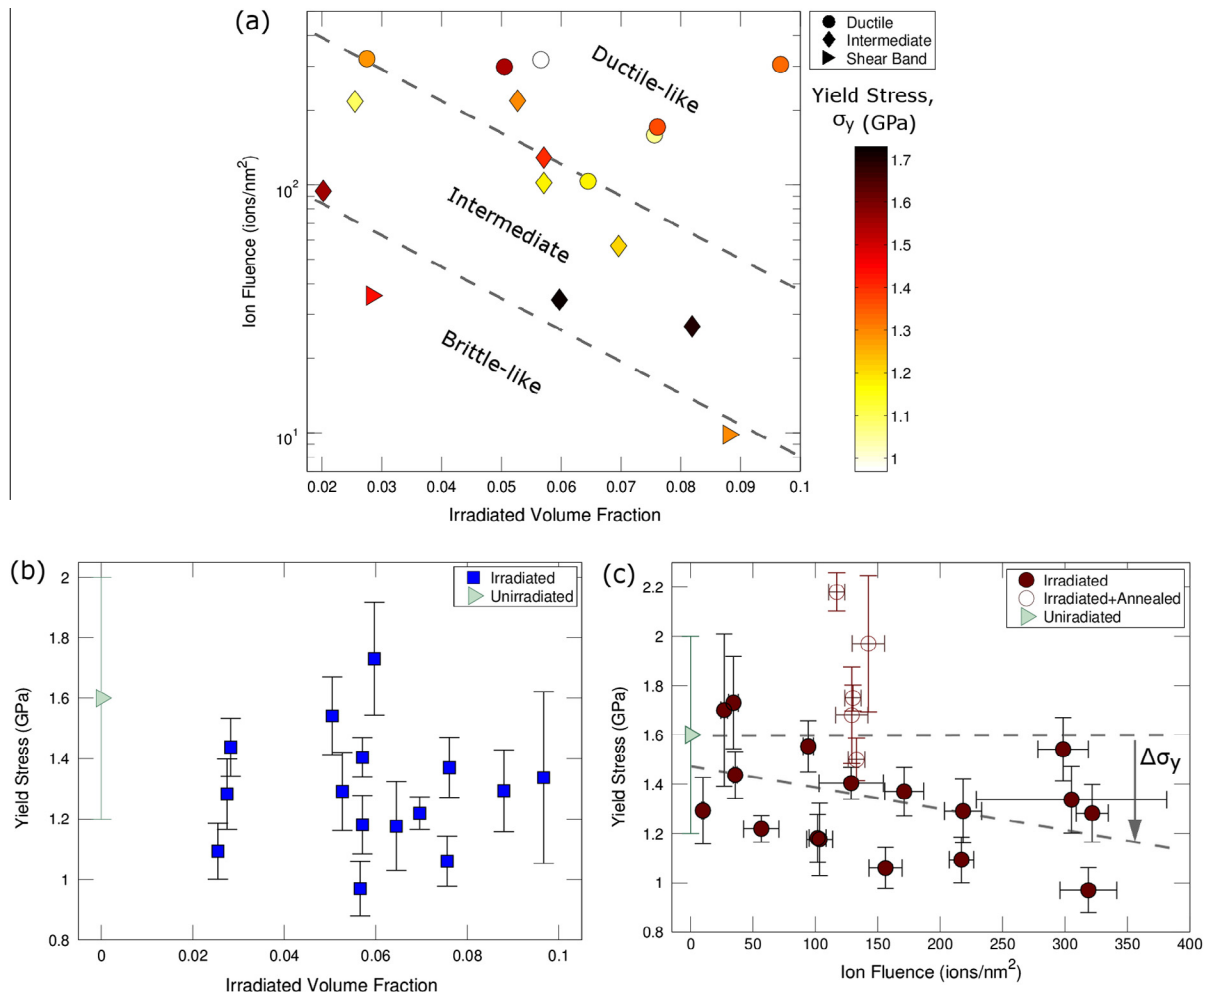 (a)
Ductile
Intermediate
Shear Band
Ductile-like
Intermediate
Brittle-like
Yield Stress,
σy (GPa)
1.7
1.6
1.5
1.4
1.3
1.2
1.1
1
Ion Fluence (ions/nm²)
10²
10¹
0.02 0.03 0.04 0.05 0.06 0.07 0.08 0.09 0.1
Irradiated Volume Fraction
(b)
Irradiated
Unirradiated
Yield Stress (GPa)
2
1.8
1.6
1.4
1.2
1
0.8
0 0.02 0.04 0.06 0.08 0.1
Irradiated Volume Fraction
(c)
Irradiated
Irradiated+Annealed
Uniradiated
Δσy
Yield Stress (GPa)
2.2
2
1.8
1.6
1.4
1.2
1
0.8
0 50 100 150 200 250 300 350 400
Ion Fluence (ions/nm²)